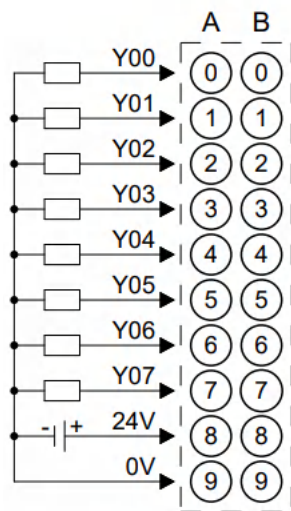 A B
Y00 0 0
Y01 1 1
Y02 2 2
Y03 3 3
Y04 4 4
Y05 5 5
Y06 6 6
Y07 7 7
- + 24V 8 8
0V 9 9